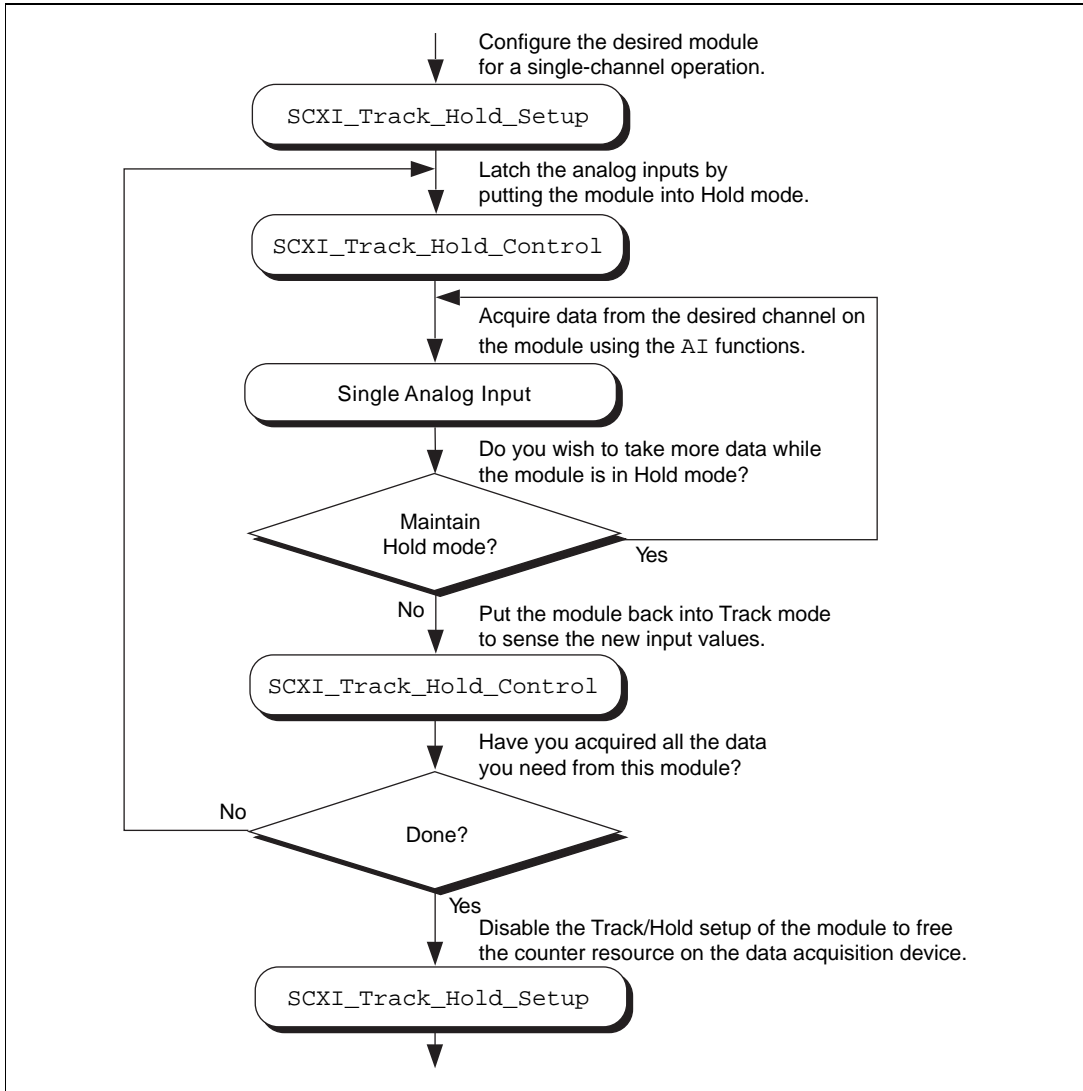 Configure the desired module
for a single-channel operation.
SCXI_Track_Hold_Setup
Latch the analog inputs by
putting the module into Hold mode.
SCXI_Track_Hold_Control
Acquire data from the desired channel on
the module using the AI functions.
Single Analog Input
Do you wish to take more data while
the module is in Hold mode?
Maintain
Hold mode?
Yes
No
Put the module back into Track mode
to sense the new input values.
SCXI_Track_Hold_Control
Have you acquired all the data
you need from this module?
No
Done?
Yes
Disable the Track/Hold setup of the module to free
the counter resource on the data acquisition device.
SCXI_Track_Hold_Setup